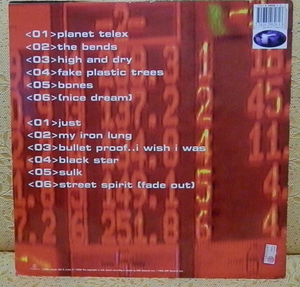 <01>planet telex
<02>the bends
<03>high and dry
<04>fake plastic trees
<05>bones
<06>(nice dream)
<01>just
<02>my iron lung
<03>bullet proof..i wish i was
<04>black star
<05>sulk
<06>street spirit (fade out)